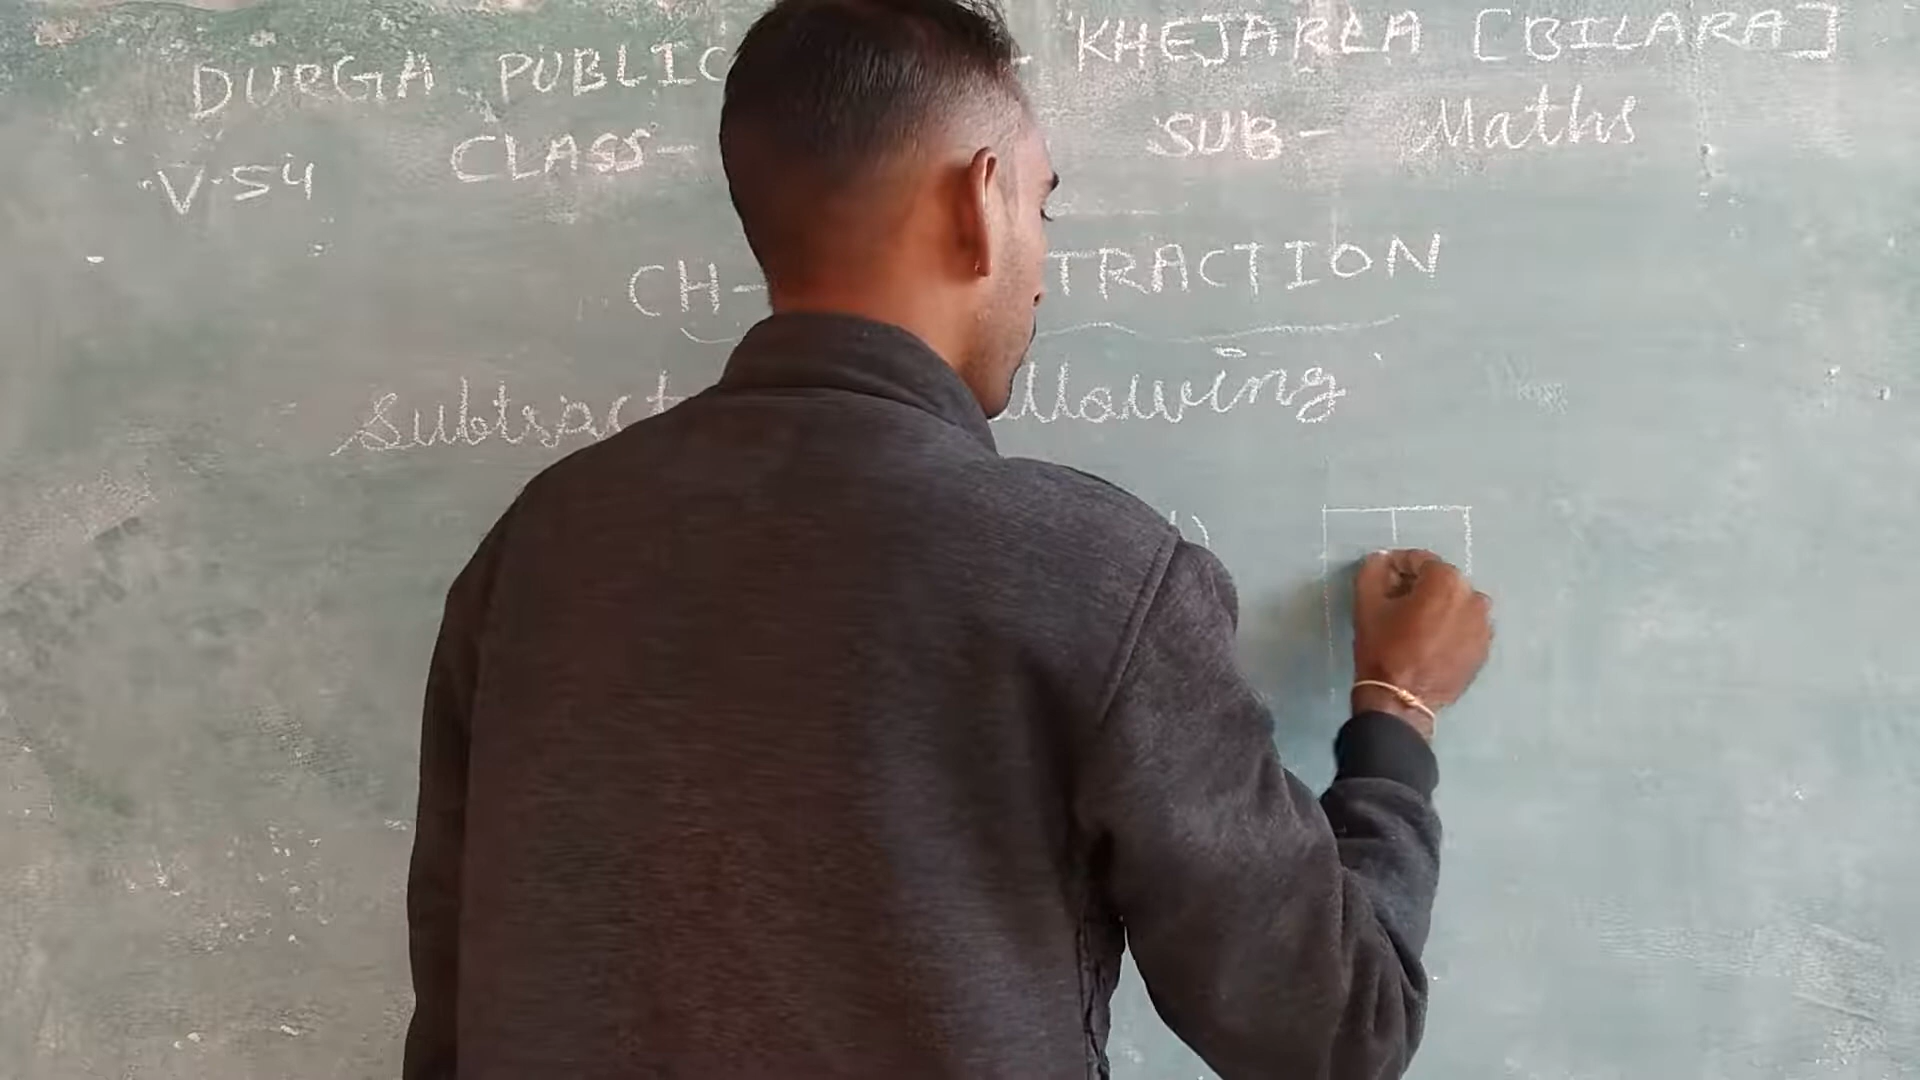 DURGA PUBLIC - KHEJARLA [BILARA]
V-54 CLASS- SUB- Maths
CH- TRACTION
Subtract llowing